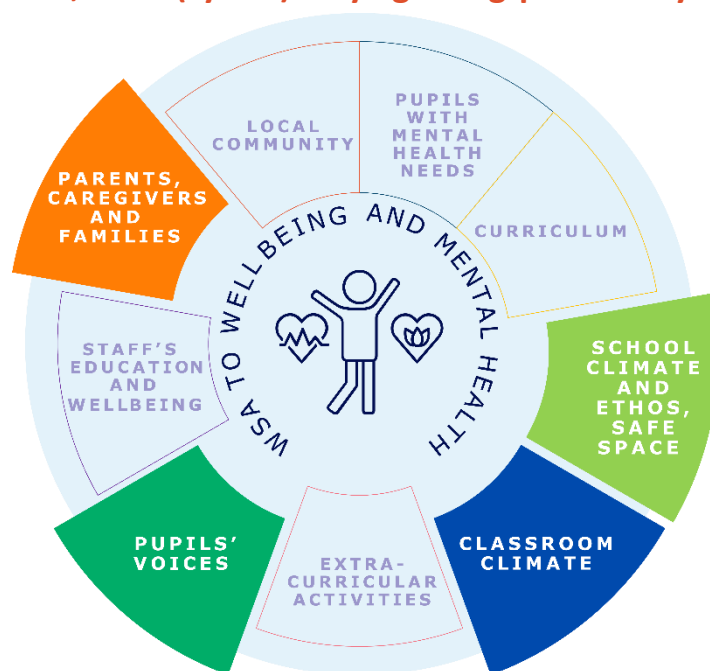 LOCAL
COMMUNITY
PUPILS
WITH
MENTAL
HEALTH
NEEDS
CURRICULUM
SCHOOL
CLIMATE
AND
ETHOS,
SAFE
SPACE
CLASSROOM
CLIMATE
EXTRA-
CURRICULAR
ACTIVITIES
PUPILS’
VOICES
STAFF’S
EDUCATION
AND
WELLBEING
PARENTS,
CAREGIVERS
AND
FAMILIES
WSA TO WELLBEING AND MENTAL HEALTH